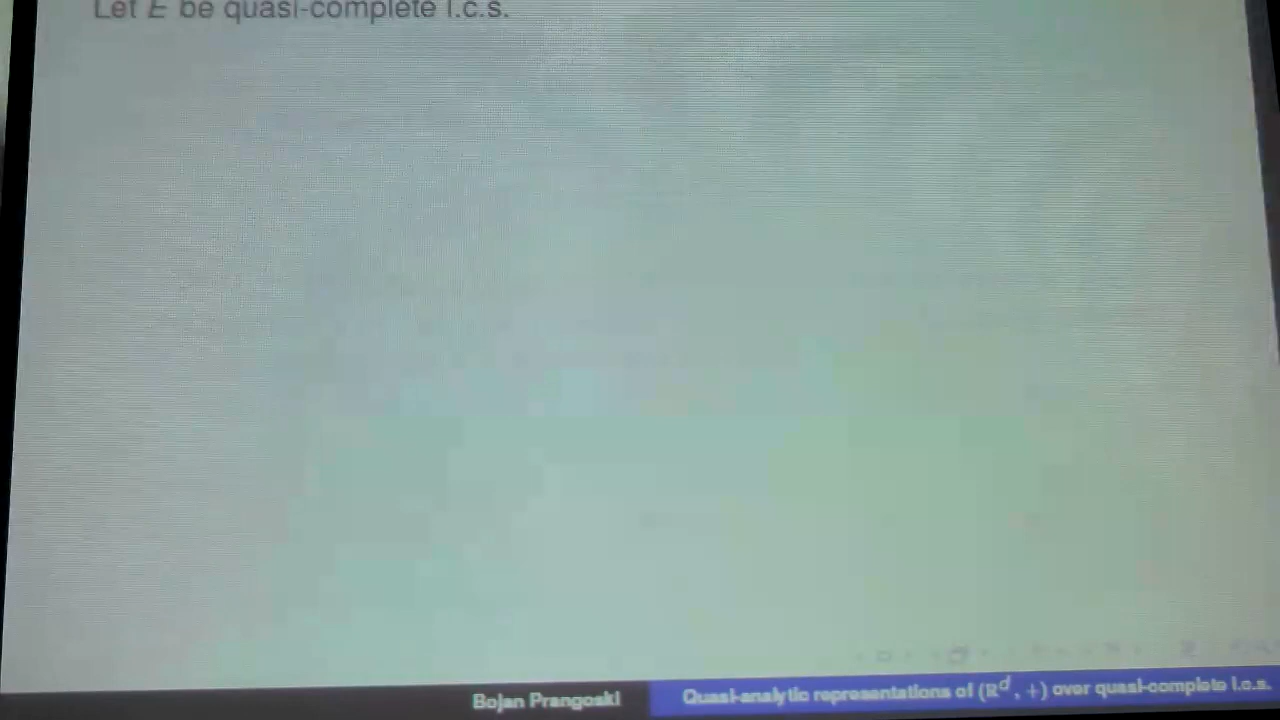 Let E be quasi-complete l.c.s.
Bojan Prangoski
Quasi-analytic representations of (R^d, +) over quasi-complete l.c.s.